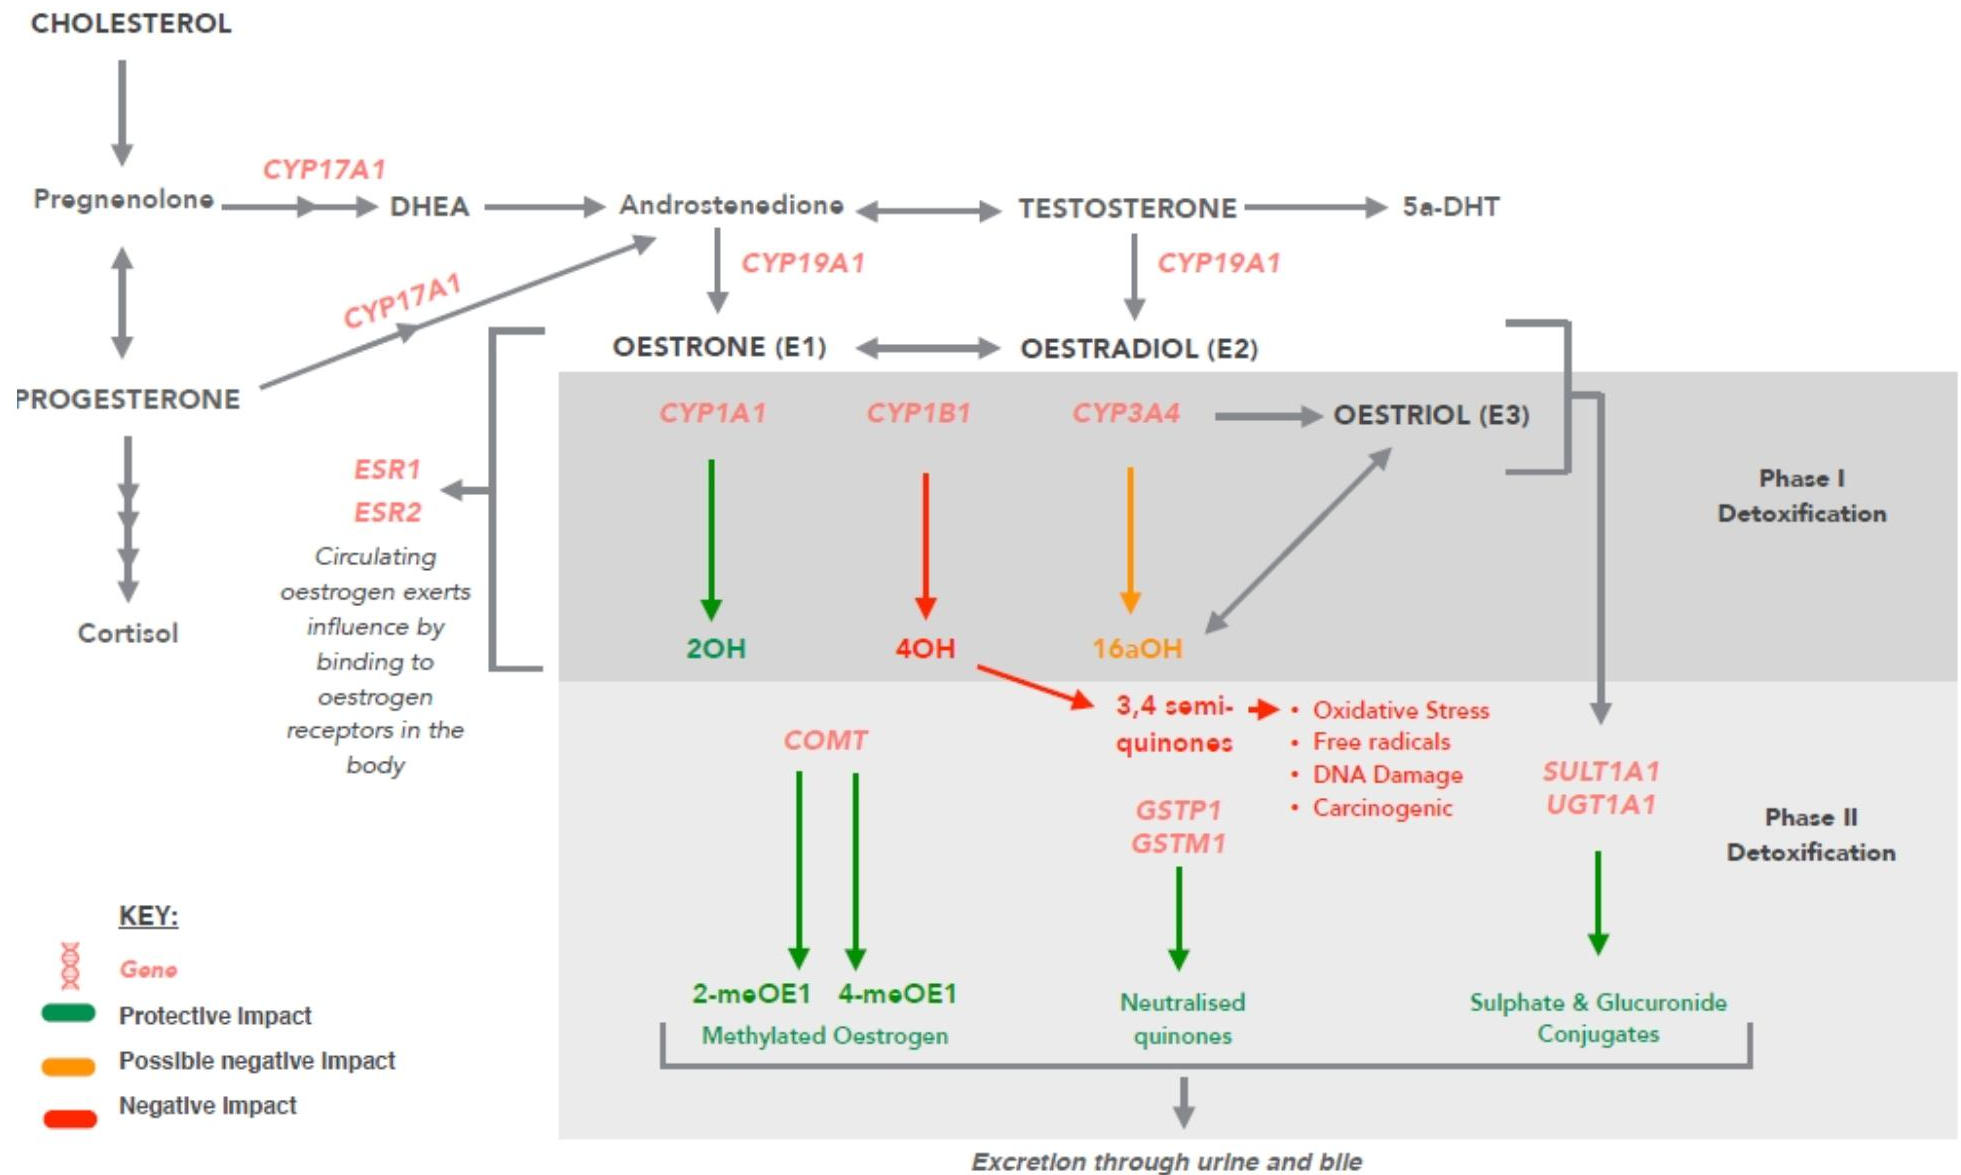 CHOLESTEROL
CYP17A1
Pregnenolone
DHEA
Androstenedione
TESTOSTERONE
5a-DHT
CYP19A1
CYP19A1
CYP17A1
OESTRONE (E1)
OESTRADIOL (E2)
PROGESTERONE
CYP1A1
CYP1B1
CYP3A4
OESTRIOL (E3)
ESR1
ESR2
Circulating
oestrogen exerts
influence by
binding to
oestrogen
receptors in the
body
Phase I
Detoxification
Cortisol
2OH
4OH
16aOH
3,4 semi-
quinones
• Oxidative Stress
• Free radicals
• DNA Damage
• Carcinogenic
COMT
GSTP1
GSTM1
SULT1A1
UGT1A1
Phase II
Detoxification
2-meOE1
4-meOE1
Methylated Oestrogen
Neutralised
quinones
Sulphate & Glucuronide
Conjugates
KEY:
Gene
Protective Impact
Possible negative Impact
Negative Impact
Excretion through urine and bile